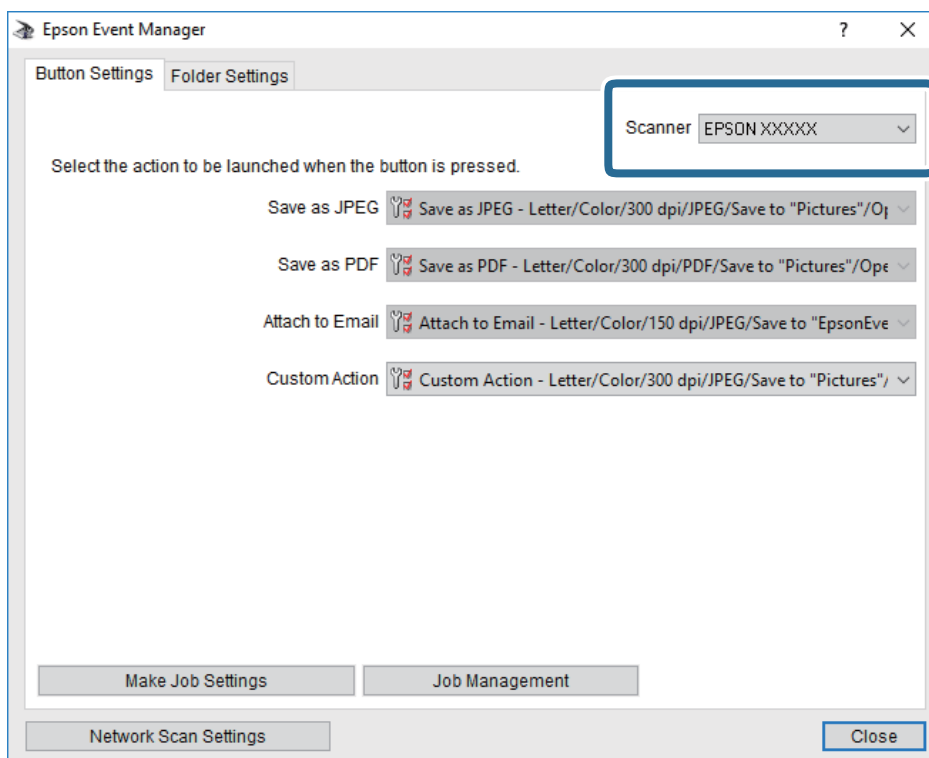 Epson Event Manager
?
Button Settings
Folder Settings
Scanner EPSON XXXXX
Select the action to be launched when the button is pressed.
Save as JPEG Save as JPEG - Letter/Color/300 dpi/JPEG/Save to "Pictures"/Op
Save as PDF Save as PDF - Letter/Color/300 dpi/PDF/Save to "Pictures"/Ope
Attach to Email Attach to Email - Letter/Color/150 dpi/JPEG/Save to "EpsonEve
Custom Action Custom Action - Letter/Color/300 dpi/JPEG/Save to "Pictures"/
Make Job Settings
Job Management
Network Scan Settings
Close